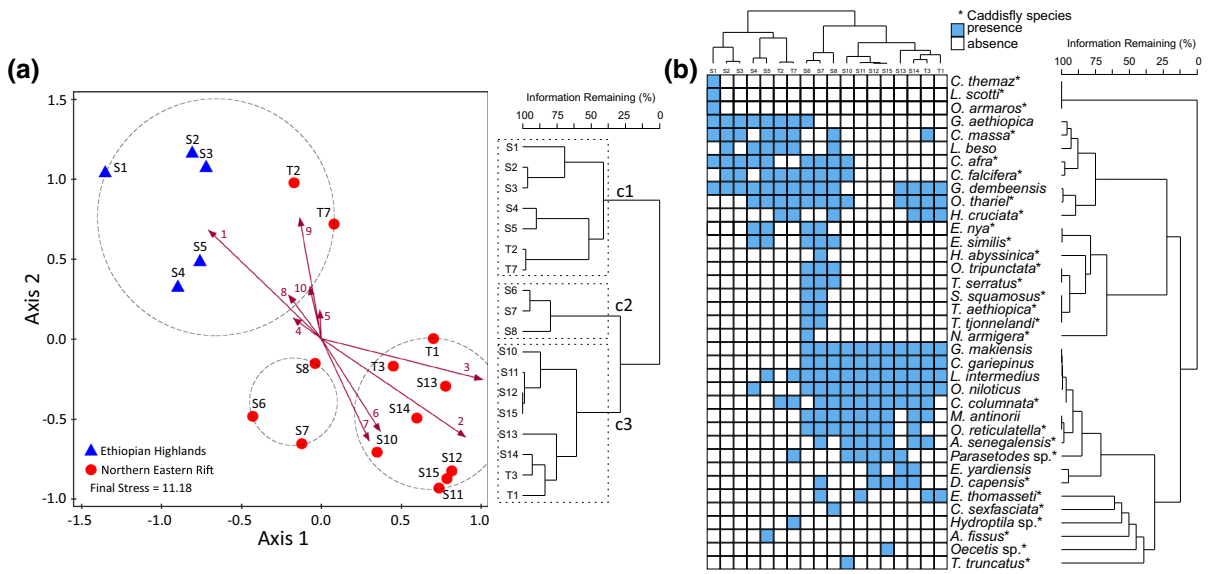 (a)
1.5
1.0
0.5
0.0
-0.5
-1.0
-1.5
-1.0
-0.5
0.0
0.5
1.0
Axis 1
Axis 2
S1
S2
S3
T2
T7
S5
S4
1
9
8
10
5
4
T1
3
S8
T3
S13
S6
S14
6
2
7
S7
S10
S12
S15
S11
Ethiopian Highlands
Northern Eastern Rift
Final Stress = 11.18
Information Remaining (%)
100 75 50 25 0
S1
S2
S3
S4
S5
T2
T7
c1
S6
S7
S8
c2
S10
S11
S12
S15
S13
S14
T3
T1
c3
(b)
* Caddisfly species
presence
absence
Information Remaining (%)
100 75 50 25 0
S1 S2 S3 S4 S5 T2 T7 S6 S7 S8 S10 S11 S12 S15 S13 S14 T3 T1
C. themaz*
L. scotti*
O. armaros*
G. aethiopica
C. massa*
L. beso
C. afra*
C. falcifera*
G. dembeensis
O. thariel*
H. cruciata*
E. nya*
E. similis*
H. abyssinica*
O. tripunctata*
T. serratus*
S. squamosus*
T. aethiopica*
T. tjonnelandi*
N. armigera*
G. makiensis
C. gariepinus
L. intermedius
O. niloticus
C. columnata*
M. antinorii
O. reticulatella*
A. senegalensis*
Parasetodes sp.*
E. yardiensis
D. capensis*
E. thomasseti*
C. sexfasciata*
Hydroptila sp.*
A. fissus*
Oecetis sp.*
T. truncatus*